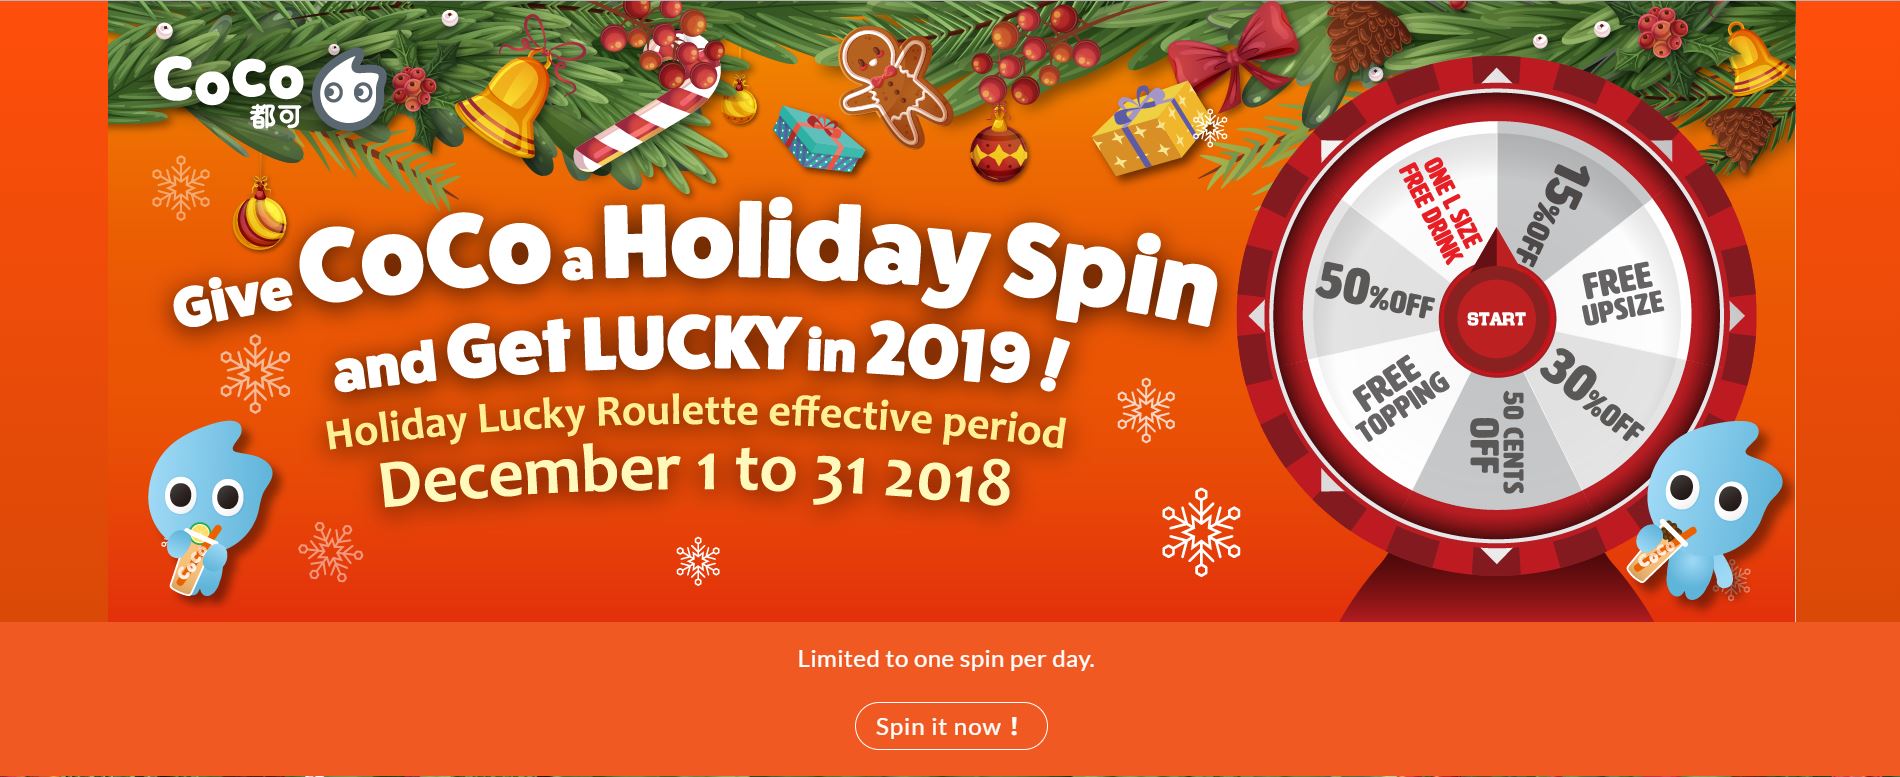 CoCo
都可
Give CoCo a Holiday Spin
and Get LUCKY in 2019 !
Holiday Lucky Roulette effective period
December 1 to 31 2018
ONE L SIZE
FREE DRINK
15%OFF
FREE
UPSIZE
30%OFF
50 CENTS
OFF
FREE
TOPPING
50%OFF
START
CoCo
CoCo
Limited to one spin per day.
Spin it now！